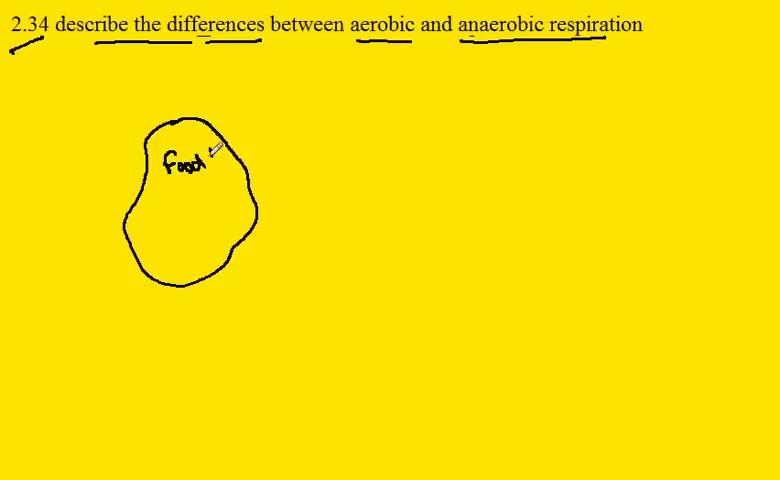 2.34 describe the differences between aerobic and anaerobic respiration
food